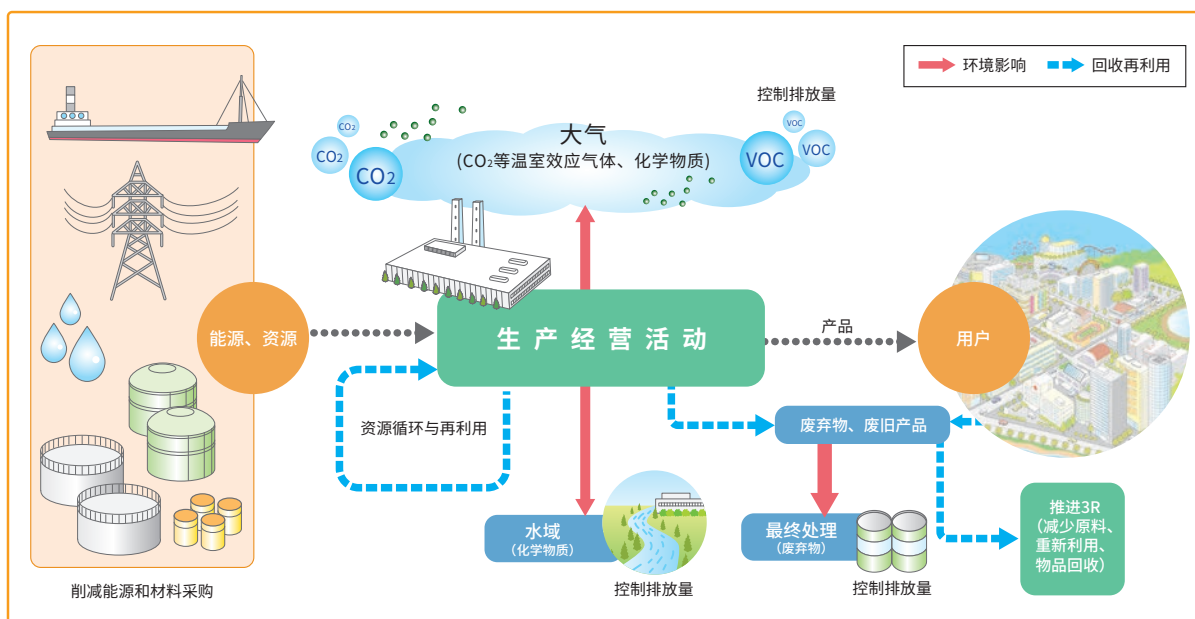 环境影响
回收再利用
控制排放量
CO2
CO2
CO2
大气
(CO2等温室效应气体、化学物质)
VOC
VOC
VOC
能源、资源
生产经营活动
产品
用户
资源循环与再利用
废弃物、废旧产品
水域
（化学物质）
控制排放量
最终处理
（废弃物）
控制排放量
推进3R
（减少原料、
重新利用、
物品回收）
削减能源和材料采购